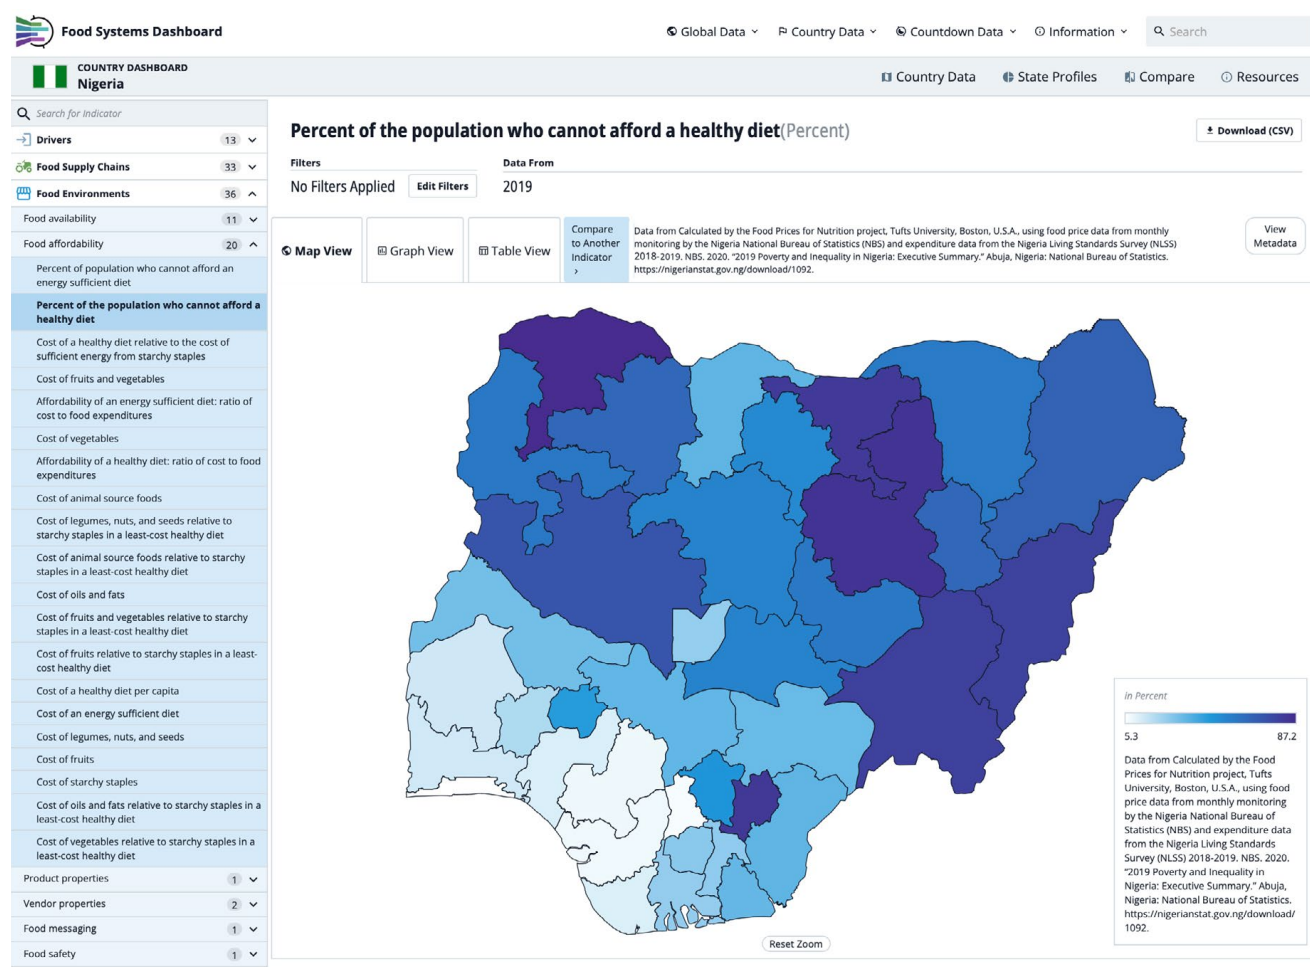 Food Systems Dashboard
Global Data
Country Data
Countdown Data
Information
Search
COUNTRY DASHBOARD
Nigeria
Country Data
State Profiles
Compare
Resources
Search for Indicator
Drivers 13
Food Supply Chains 33
Food Environments 36
Food availability 11
Food affordability 20
Percent of population who cannot afford an
energy sufficient diet
Percent of the population who cannot afford a
healthy diet
Cost of a healthy diet relative to the cost of
sufficient energy from starchy staples
Cost of fruits and vegetables
Affordability of an energy sufficient diet: ratio of
cost to food expenditures
Cost of vegetables
Affordability of a healthy diet: ratio of cost to food
expenditures
Cost of animal source foods
Cost of legumes, nuts, and seeds relative to
starchy staples in a least-cost healthy diet
Cost of animal source foods relative to starchy
staples in a least-cost healthy diet
Cost of oils and fats
Cost of fruits and vegetables relative to starchy
staples in a least-cost healthy diet
Cost of fruits relative to starchy staples in a least-
cost healthy diet
Cost of a healthy diet per capita
Cost of an energy sufficient diet
Cost of legumes, nuts, and seeds
Cost of fruits
Cost of starchy staples
Cost of oils and fats relative to starchy staples in a
least-cost healthy diet
Cost of vegetables relative to starchy staples in a
least-cost healthy diet
Product properties 1
Vendor properties 2
Food messaging 1
Food safety 1
Percent of the population who cannot afford a healthy diet(Percent)
Download (CSV)
Filters
Data From
No Filters Applied
Edit Filters
2019
Map View
Graph View
Table View
Compare
to Another
Indicator
›
Data from Calculated by the Food Prices for Nutrition project, Tufts University, Boston, U.S.A., using food price data from monthly
monitoring by the Nigeria National Bureau of Statistics (NBS) and expenditure data from the Nigeria Living Standards Survey (NLSS)
2018-2019. NBS. 2020. "2019 Poverty and Inequality in Nigeria: Executive Summary." Abuja, Nigeria: National Bureau of Statistics.
https://nigerianstat.gov.ng/download/1092.
View
Metadata
In Percent
5.3 87.2
Data from Calculated by the Food
Prices for Nutrition project, Tufts
University, Boston, U.S.A., using food
price data from monthly monitoring
by the Nigeria National Bureau of
Statistics (NBS) and expenditure data
from the Nigeria Living Standards
Survey (NLSS) 2018-2019. NBS. 2020.
"2019 Poverty and Inequality in
Nigeria: Executive Summary." Abuja,
Nigeria: National Bureau of Statistics.
https://nigerianstat.gov.ng/download/
1092.
Reset Zoom